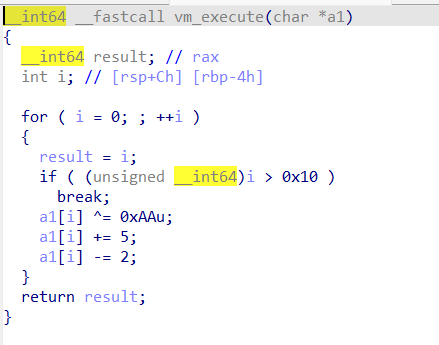 __int64 __fastcall vm_execute(char *a1)
{
  __int64 result; // rax
  int i; // [rsp+Ch] [rbp-4h]

  for ( i = 0; ; ++i )
  {
    result = i;
    if ( (unsigned __int64)i > 0x10 )
      break;
    a1[i] ^= 0xAAu;
    a1[i] += 5;
    a1[i] -= 2;
  }
  return result;
}